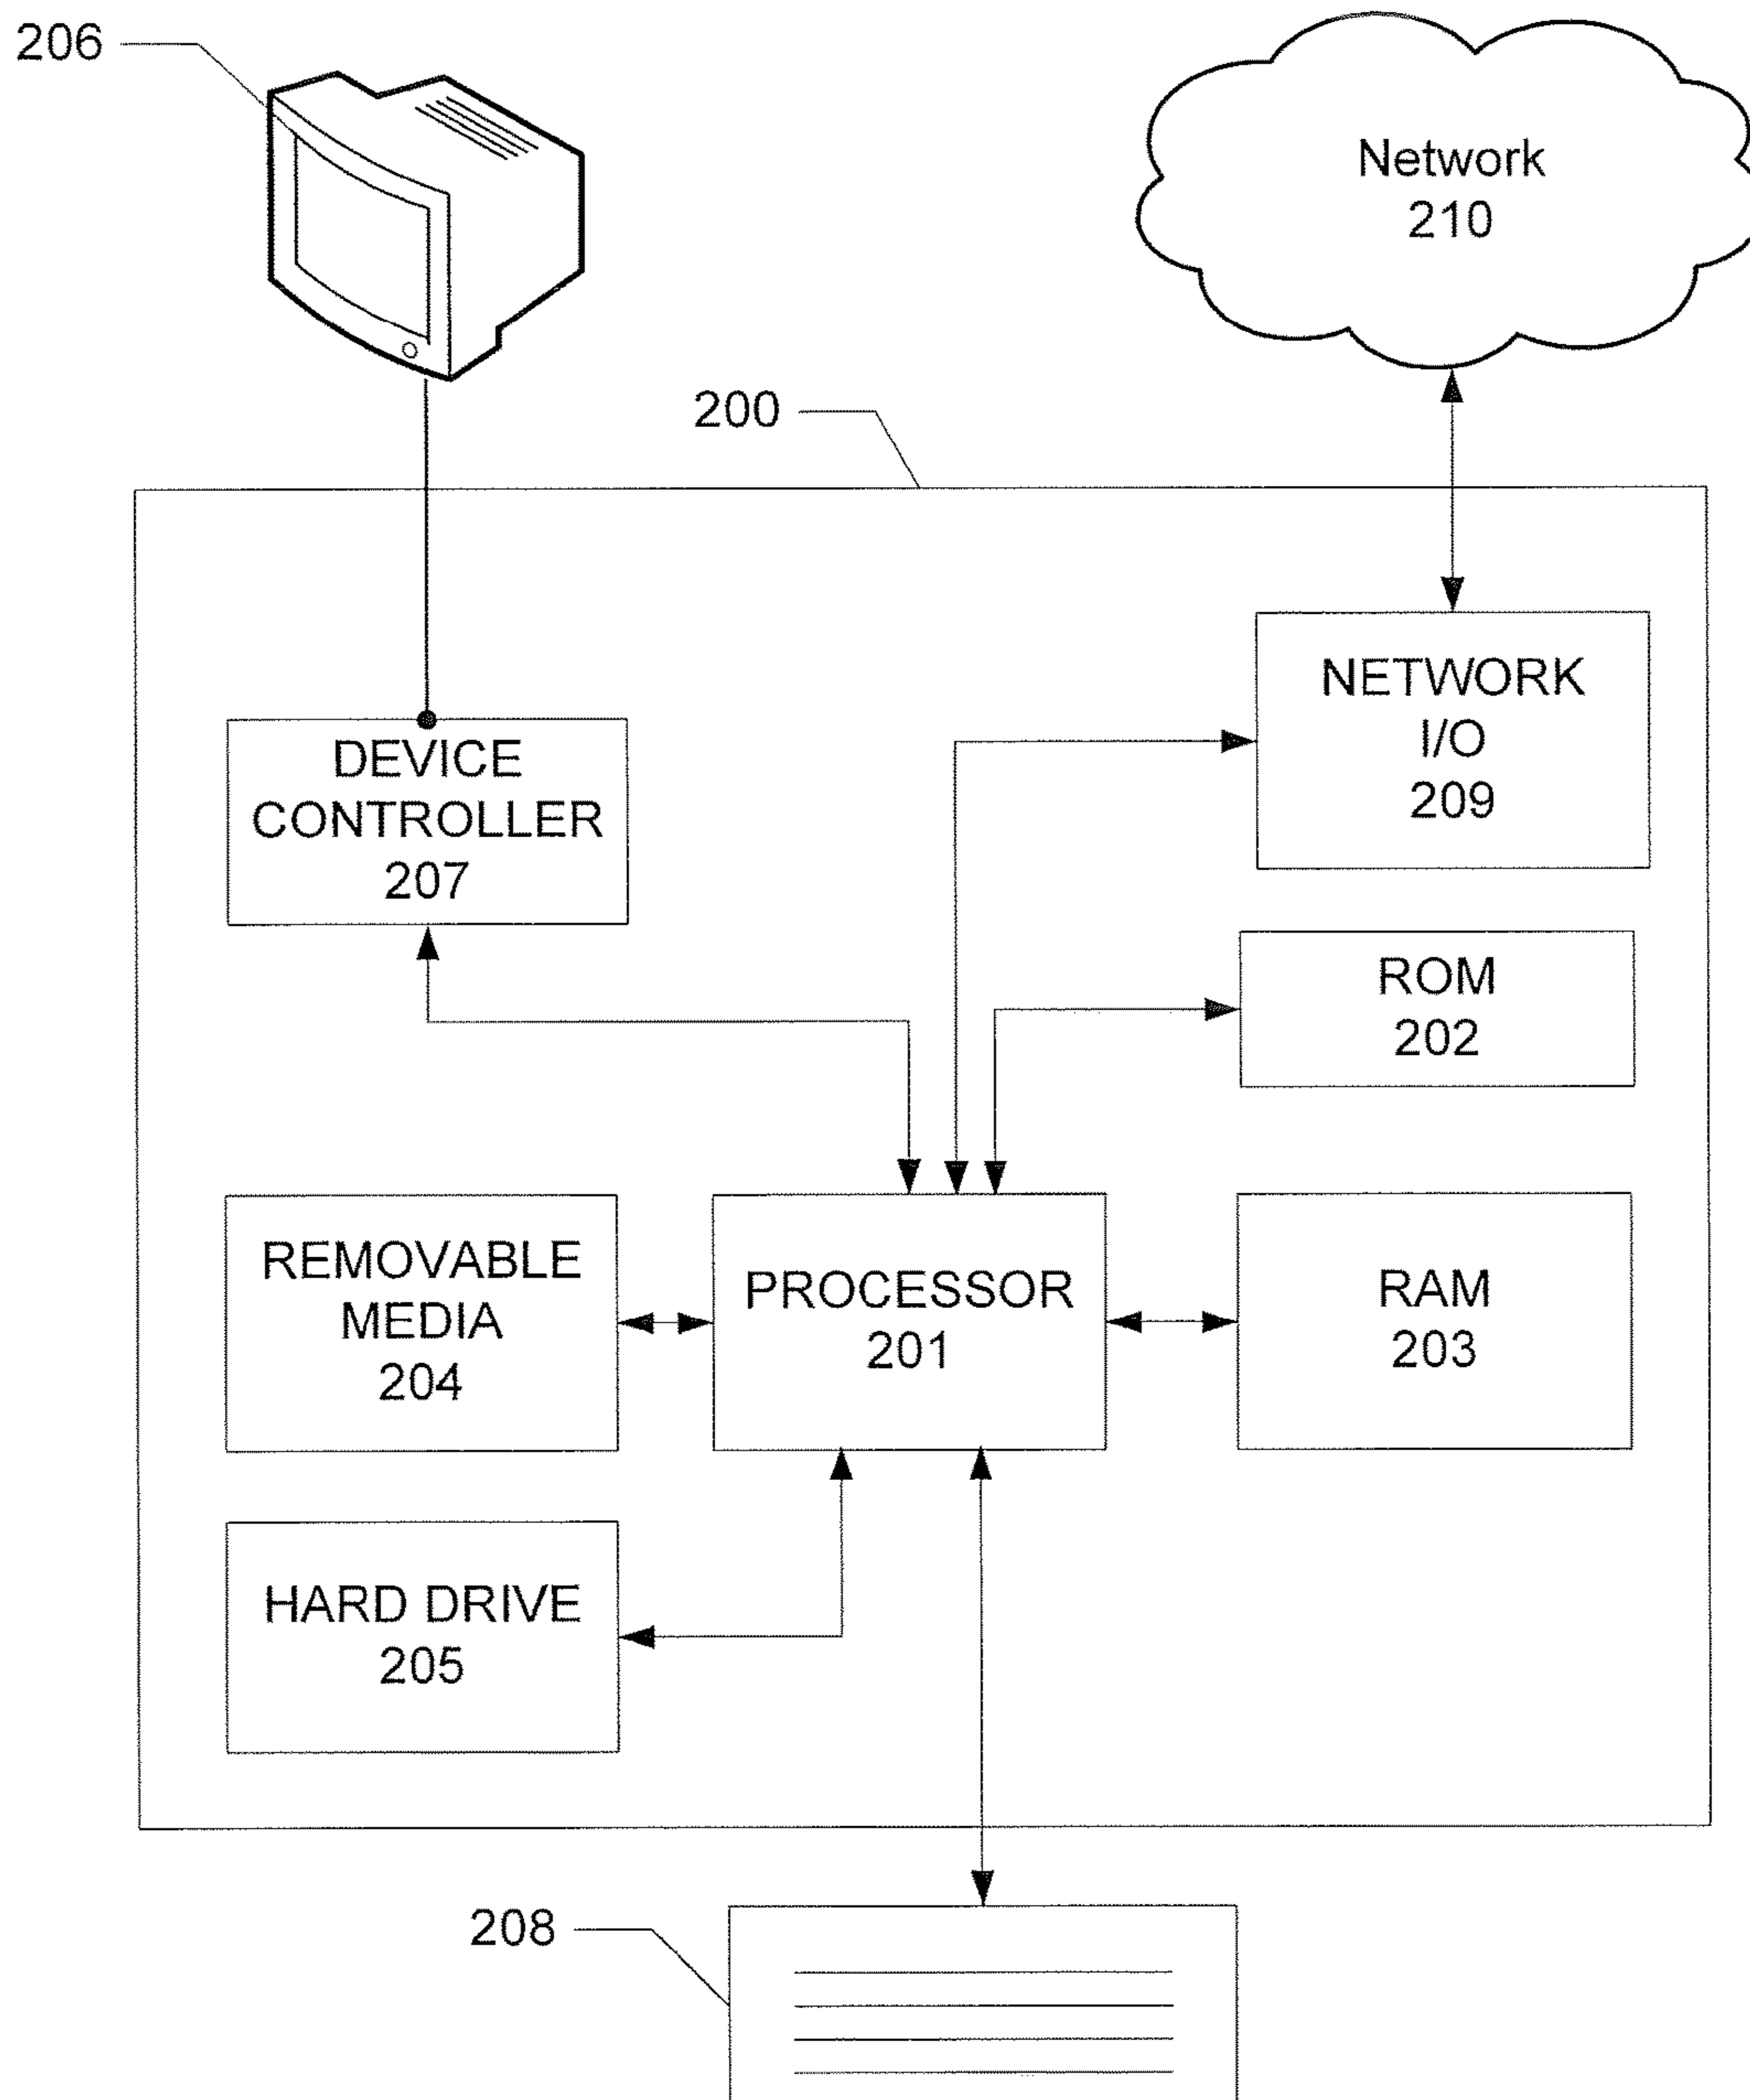 206
Network
210
200
NETWORK
I/O
209
DEVICE
CONTROLLER
207
ROM
202
REMOVABLE
MEDIA
204
PROCESSOR
201
RAM
203
HARD DRIVE
205
208